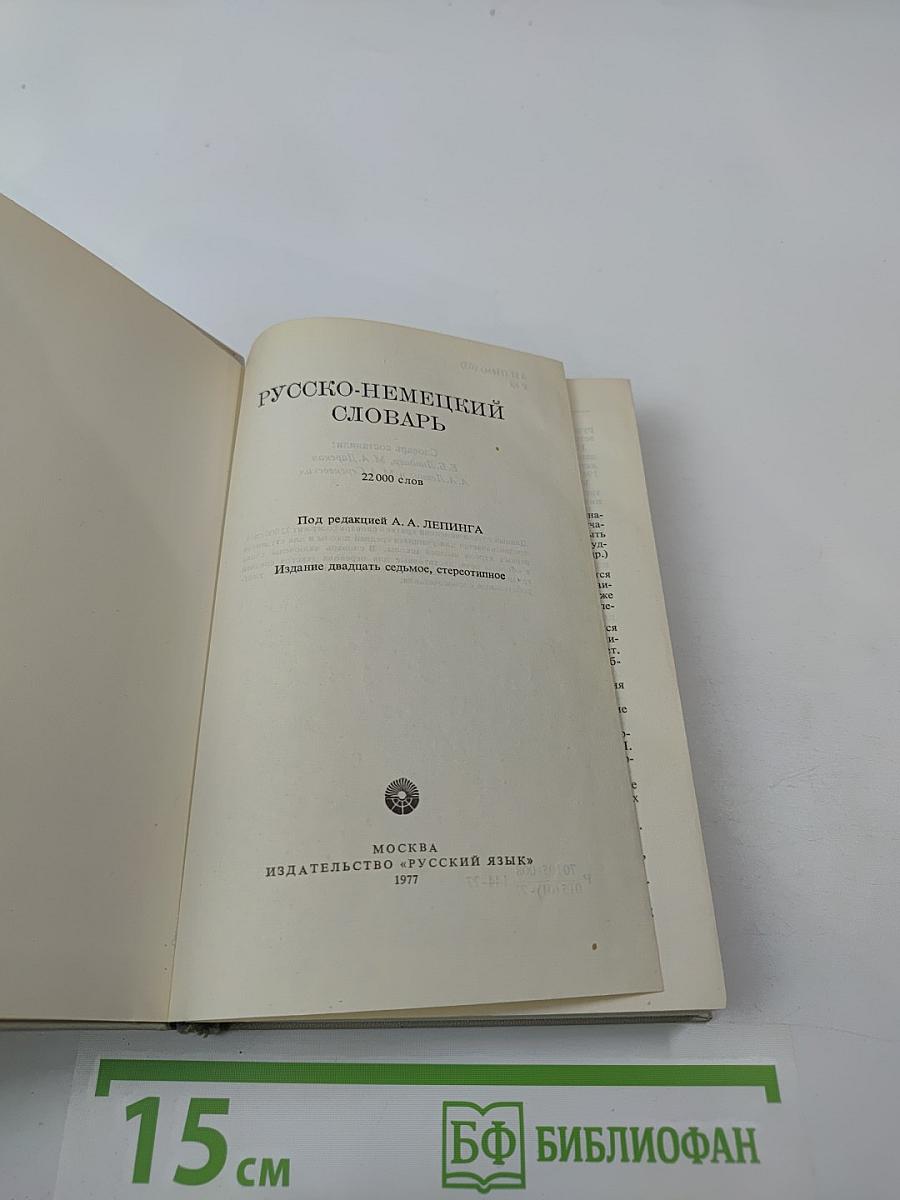 РУССКО-НЕМЕЦКИЙ
СЛОВАРЬ
22 000 слов
Под редакцией А. А. ЛЕПИНГА
Издание двадцать седьмое, стереотипное
МОСКВА
ИЗДАТЕЛЬСТВО «РУССКИЙ ЯЗЫК»
1977
15 см
БФ БИБЛИОФАН